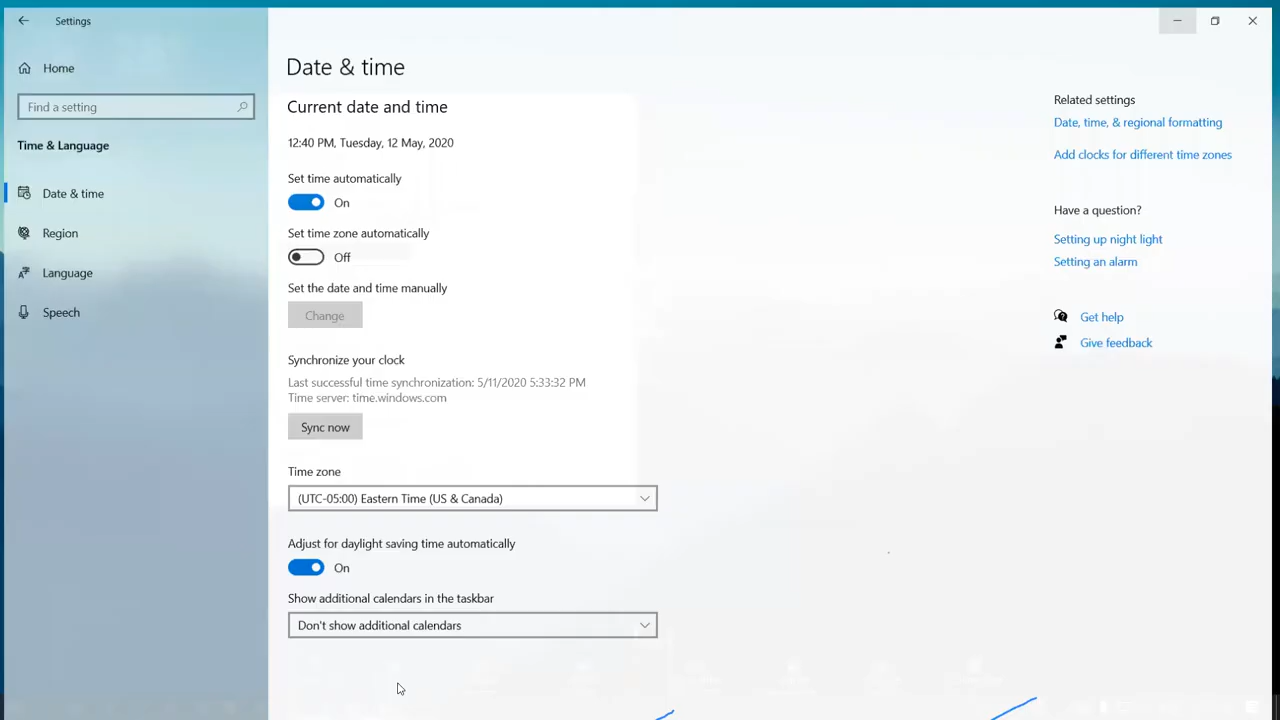 Settings
Home
Find a setting
Time & Language
Date & time
Region
Language
Speech
Date & time
Current date and time
12:40 PM, Tuesday, 12 May, 2020
Set time automatically
On
Set time zone automatically
Off
Set the date and time manually
Change
Synchronize your clock
Last successful time synchronization: 5/11/2020 5:33:32 PM
Time server: time.windows.com
Sync now
Time zone
(UTC-05:00) Eastern Time (US & Canada)
Adjust for daylight saving time automatically
On
Show additional calendars in the taskbar
Don't show additional calendars
Related settings
Date, time, & regional formatting
Add clocks for different time zones
Have a question?
Setting up night light
Setting an alarm
Get help
Give feedback